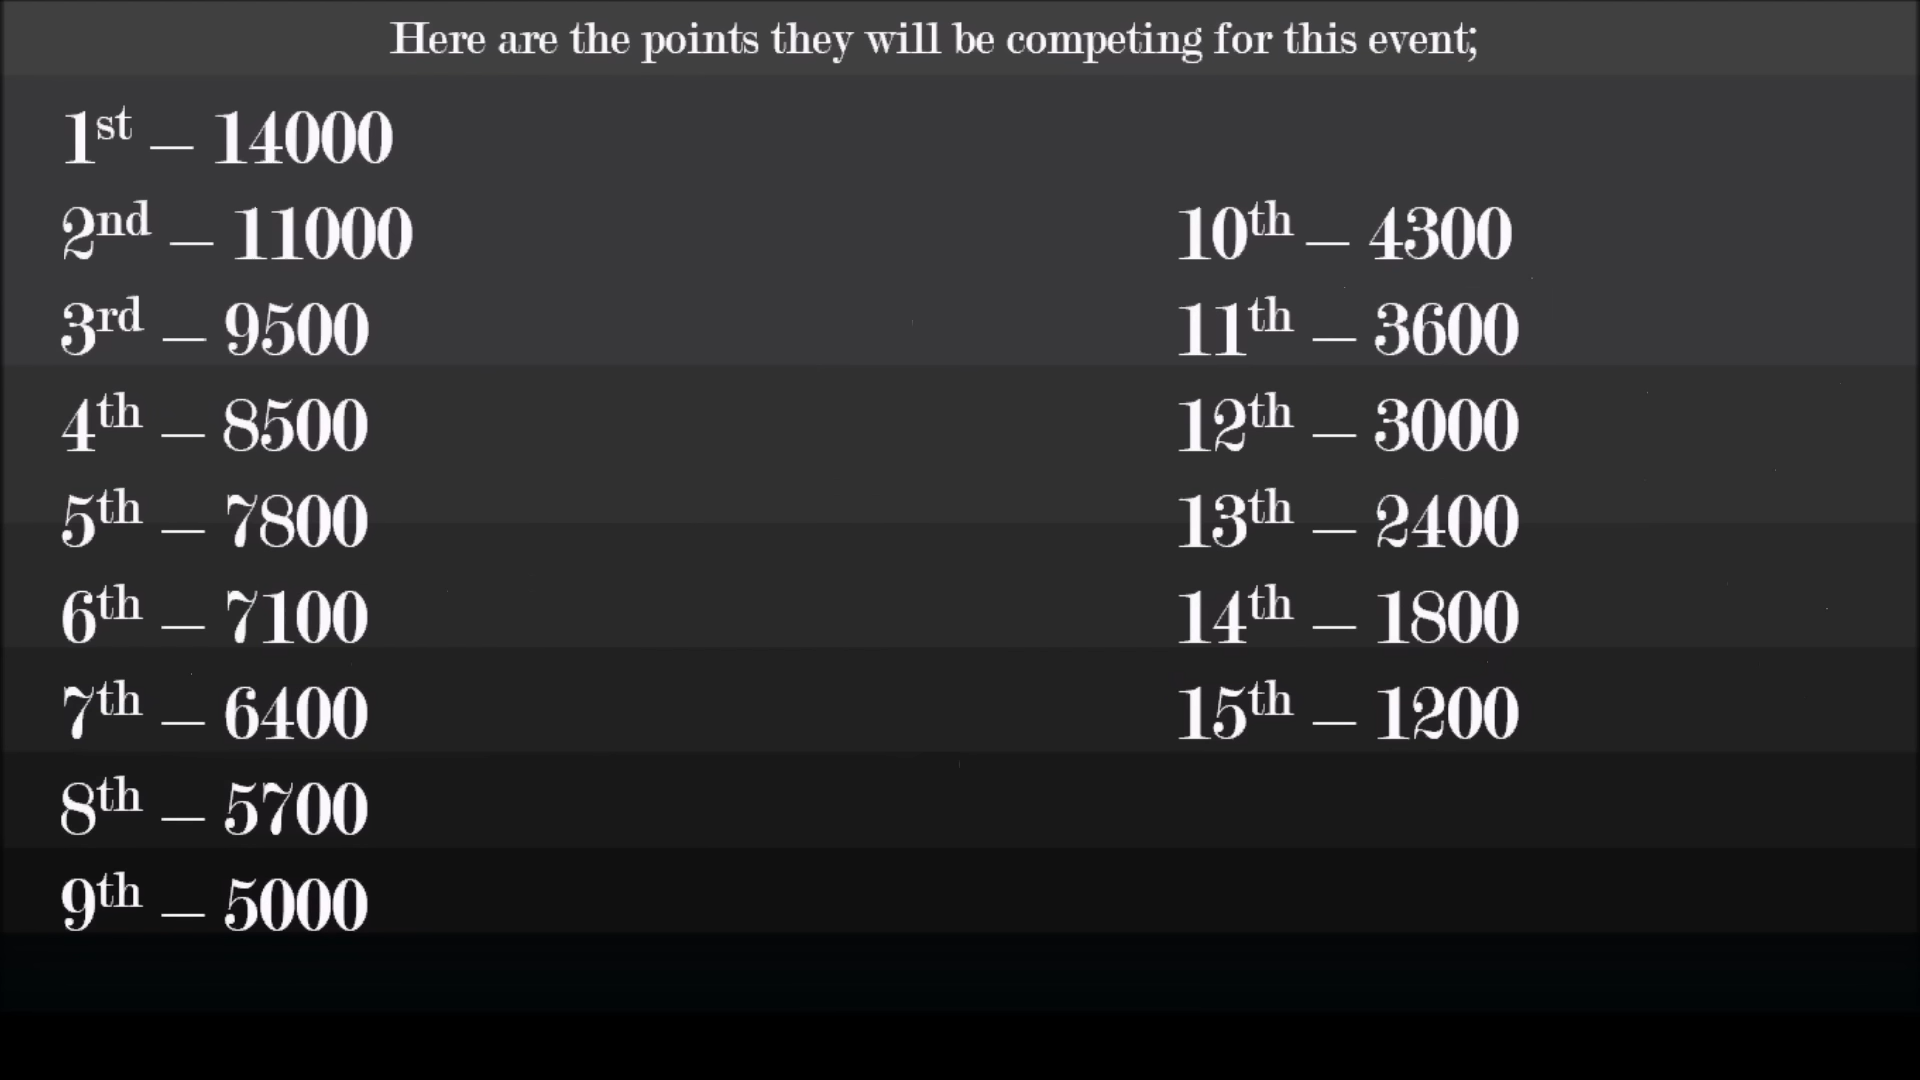 Here are the points they will be competing for this event;
1st – 14000
2nd – 11000
3rd – 9500
4th – 8500
5th – 7800
6th – 7100
7th – 6400
8th – 5700
9th – 5000
10th – 4300
11th – 3600
12th – 3000
13th – 2400
14th – 1800
15th – 1200